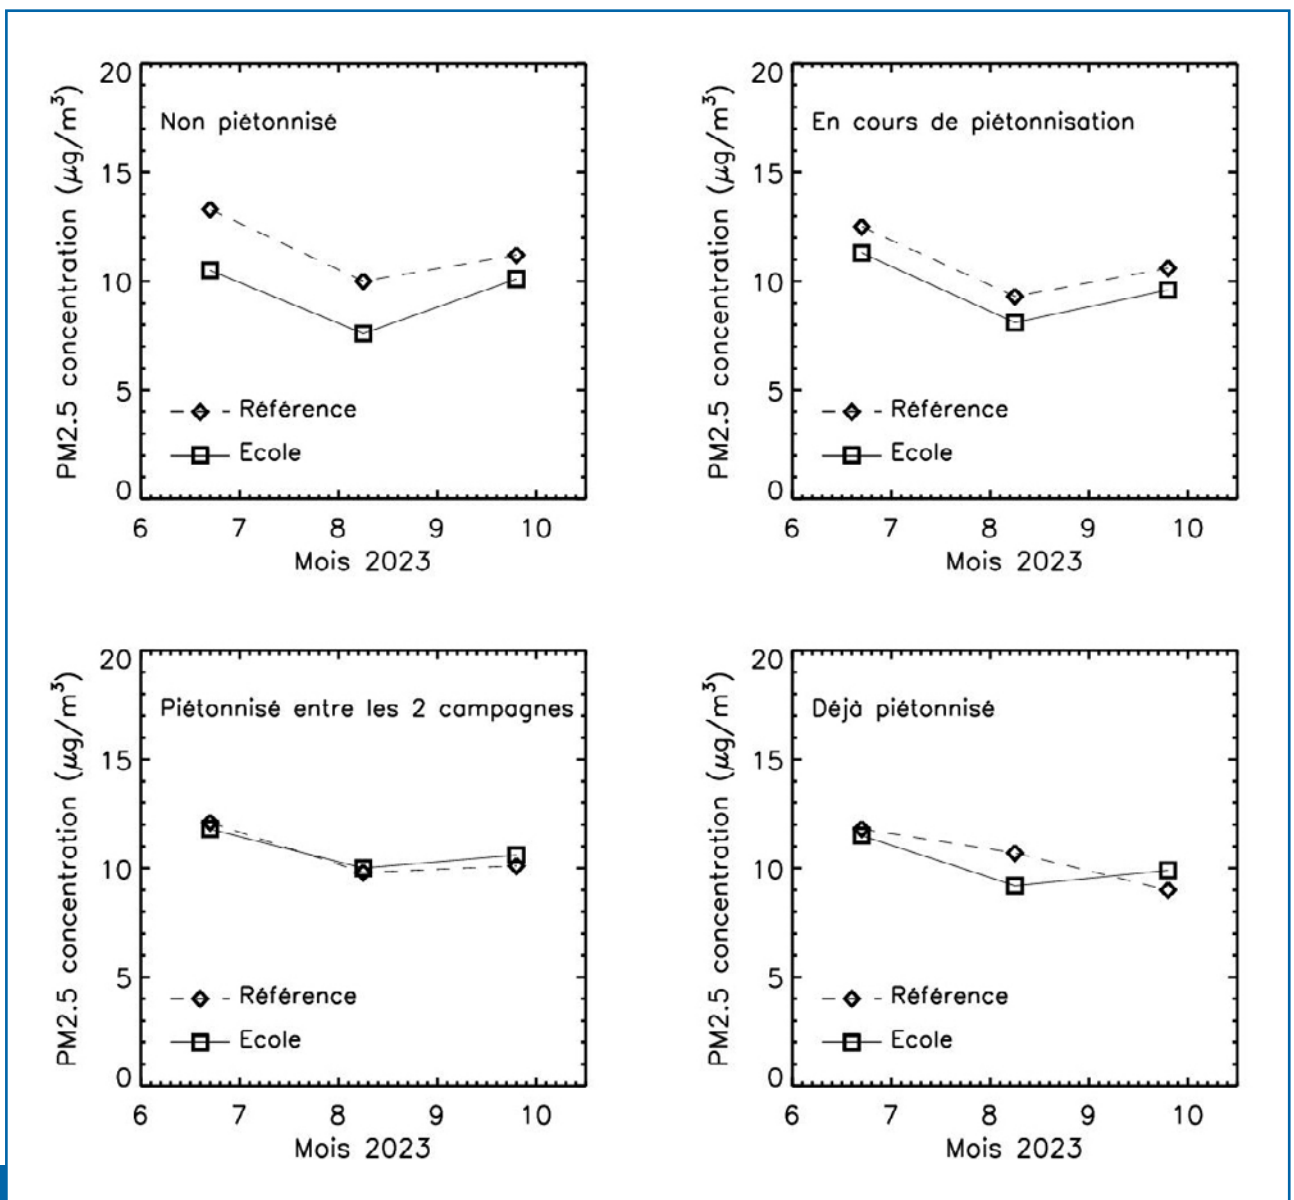 Non piétonnisé
20
15
10
5
0
PM2.5 concentration (μg/m³)
Référence
Ecole
6 7 8 9 10
Mois 2023
En cours de piétonnisation
20
15
10
5
0
PM2.5 concentration (μg/m³)
Référence
Ecole
6 7 8 9 10
Mois 2023
Piétonnisé entre les 2 campagnes
20
15
10
5
0
PM2.5 concentration (μg/m³)
Référence
Ecole
6 7 8 9 10
Mois 2023
Déjà piétonnisé
20
15
10
5
0
PM2.5 concentration (μg/m³)
Référence
Ecole
6 7 8 9 10
Mois 2023